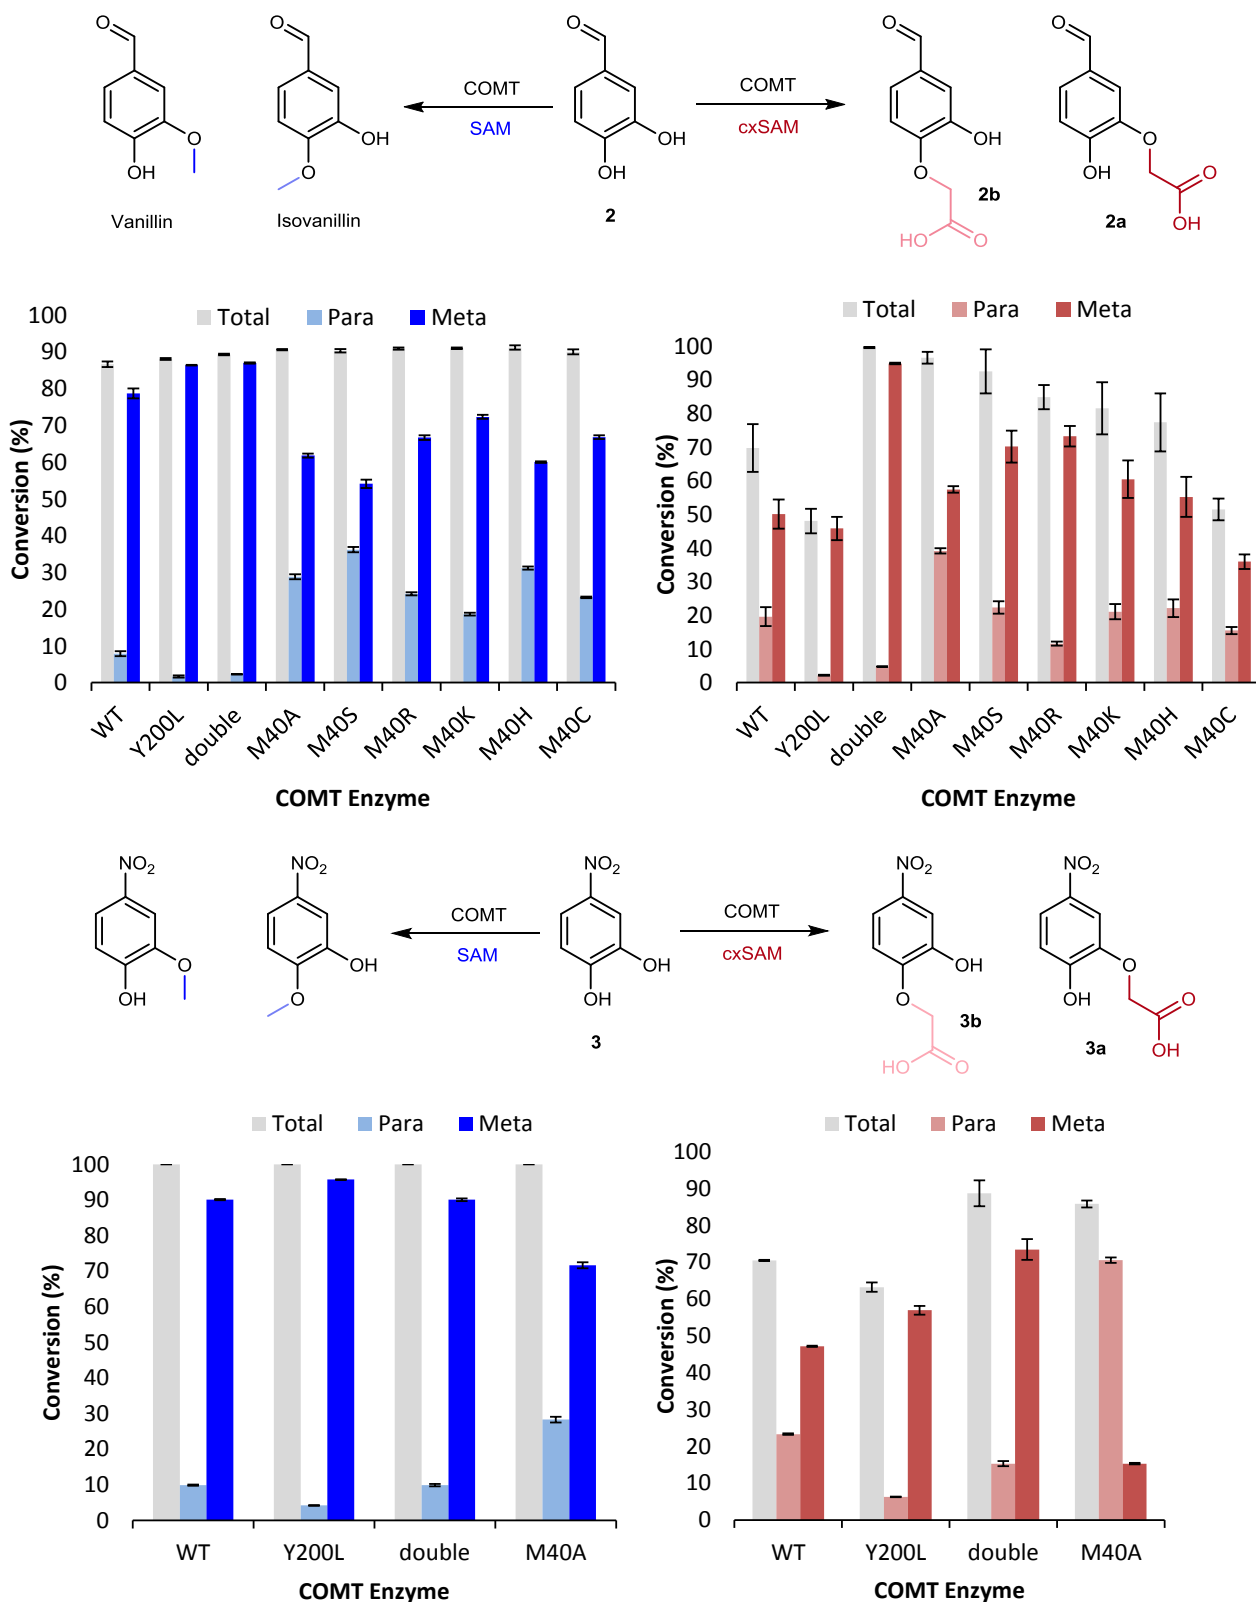 O
O
O
O
O
COMT
SAM
COMT
cxSAM
OH
OH
OH
O
O
OH
O
OH
O
OH
O
OH
HO
O
OH
Vanillin
Isovanillin
2
2b
2a
Total Para Meta
Conversion (%)
100
90
80
70
60
50
40
30
20
10
0
WT Y200L double M40A M40S M40R M40K M40H M40C
COMT Enzyme
Total Para Meta
Conversion (%)
100
90
80
70
60
50
40
30
20
10
0
WT Y200L double M40A M40S M40R M40K M40H M40C
COMT Enzyme
NO2
NO2
NO2
NO2
NO2
COMT
SAM
COMT
cxSAM
O
OH
OH
O
OH
OH
OH
O
O
OH
O
HO
O
OH
3
3b
3a
Total Para Meta
Conversion (%)
100
90
80
70
60
50
40
30
20
10
0
WT Y200L double M40A
COMT Enzyme
Total Para Meta
Conversion (%)
100
90
80
70
60
50
40
30
20
10
0
WT Y200L double M40A
COMT Enzyme